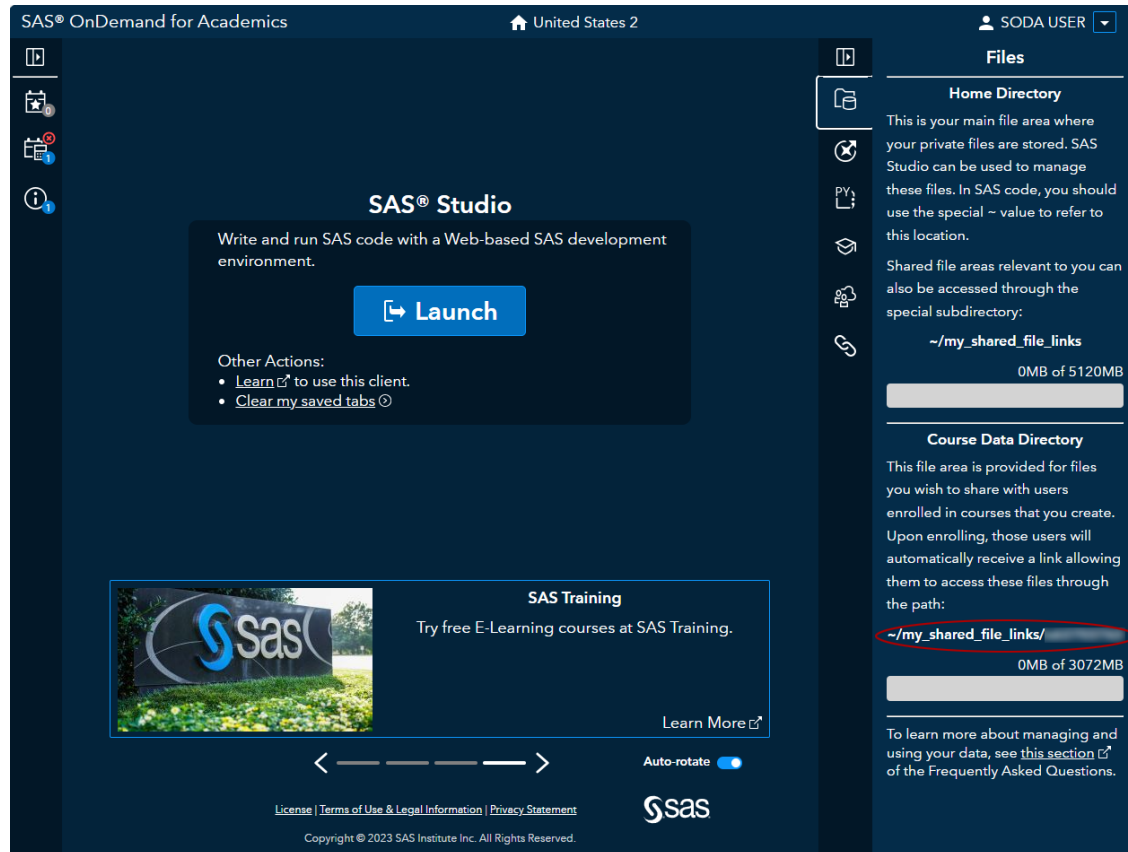 SAS® OnDemand for Academics
United States 2
SODA USER
0
1
1
SAS® Studio
Write and run SAS code with a Web-based SAS development
environment.
Launch
Other Actions:
• Learn to use this client.
• Clear my saved tabs
sas
SAS Training
Try free E-Learning courses at SAS Training.
Learn More
Auto-rotate
License | Terms of Use & Legal Information | Privacy Statement
Copyright © 2023 SAS Institute Inc. All Rights Reserved.
sas
PY
Files
Home Directory
This is your main file area where
your private files are stored. SAS
Studio can be used to manage
these files. In SAS code, you should
use the special ~ value to refer to
this location.
Shared file areas relevant to you can
also be accessed through the
special subdirectory:
~/my_shared_file_links
0MB of 5120MB
Course Data Directory
This file area is provided for files
you wish to share with users
enrolled in courses that you create.
Upon enrolling, those users will
automatically receive a link allowing
them to access these files through
the path:
~/my_shared_file_links/
0MB of 3072MB
To learn more about managing and
using your data, see this section
of the Frequently Asked Questions.